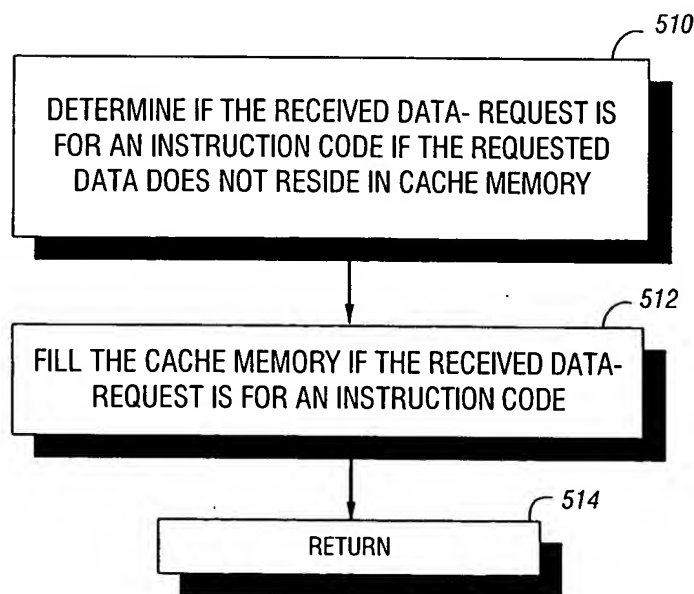 510
DETERMINE IF THE RECEIVED DATA- REQUEST IS
FOR AN INSTRUCTION CODE IF THE REQUESTED
DATA DOES NOT RESIDE IN CACHE MEMORY
512
FILL THE CACHE MEMORY IF THE RECEIVED DATA-
REQUEST IS FOR AN INSTRUCTION CODE
514
RETURN